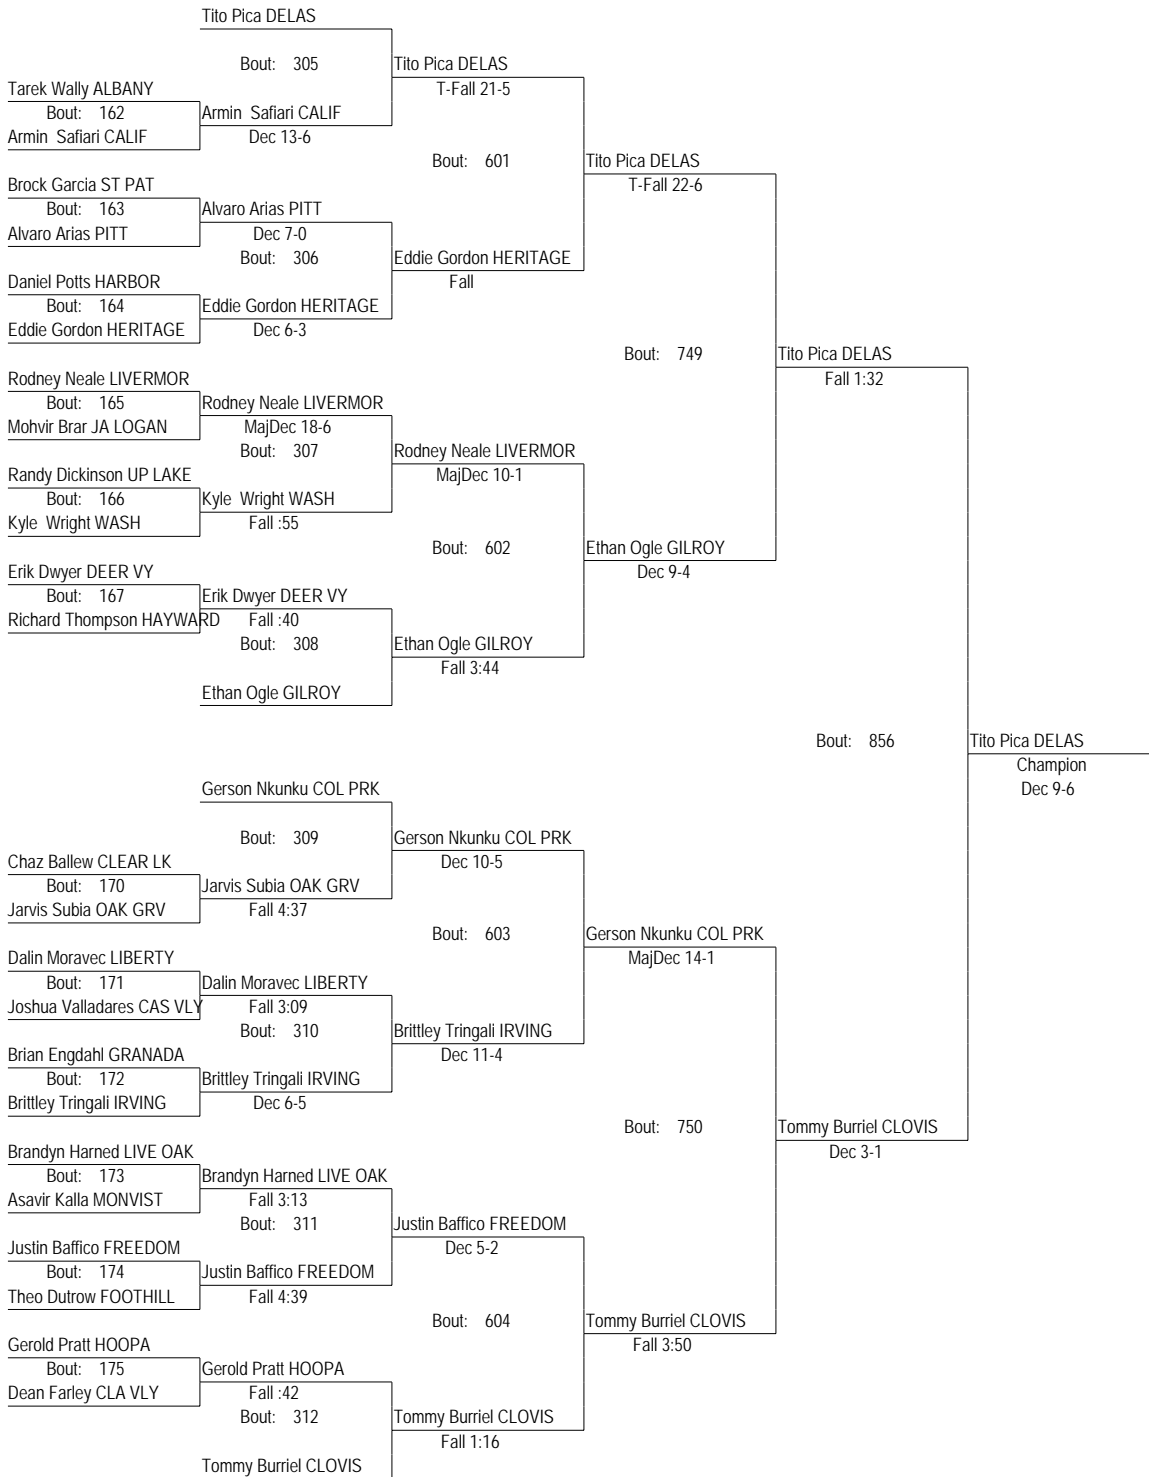 Tito Pica DELAS
Bout: 305
Tito Pica DELAS
T-Fall 21-5
Tarek Wally ALBANY
Bout: 162
Armin  Safiari CALIF
Armin  Safiari CALIF
Dec 13-6
Bout: 601
Tito Pica DELAS
T-Fall 22-6
Brock Garcia ST PAT
Bout: 163
Alvaro Arias PITT
Alvaro Arias PITT
Dec 7-0
Bout: 306
Eddie Gordon HERITAGE
Fall
Daniel Potts HARBOR
Bout: 164
Eddie Gordon HERITAGE
Eddie Gordon HERITAGE
Dec 6-3
Bout: 749
Tito Pica DELAS
Fall 1:32
Rodney Neale LIVERMOR
Bout: 165
Mohvir Brar JA LOGAN
Rodney Neale LIVERMOR
MajDec 18-6
Bout: 307
Rodney Neale LIVERMOR
MajDec 10-1
Randy Dickinson UP LAKE
Bout: 166
Kyle  Wright WASH
Kyle  Wright WASH
Fall :55
Bout: 602
Ethan Ogle GILROY
Dec 9-4
Erik Dwyer DEER VY
Bout: 167
Richard Thompson HAYWARD
Erik Dwyer DEER VY
Fall :40
Bout: 308
Ethan Ogle GILROY
Fall 3:44
Ethan Ogle GILROY
Bout: 856
Tito Pica DELAS
Champion
Dec 9-6
Gerson Nkunku COL PRK
Bout: 309
Gerson Nkunku COL PRK
Dec 10-5
Chaz Ballew CLEAR LK
Bout: 170
Jarvis Subia OAK GRV
Jarvis Subia OAK GRV
Fall 4:37
Bout: 603
Gerson Nkunku COL PRK
MajDec 14-1
Dalin Moravec LIBERTY
Bout: 171
Joshua Valladares CAS VLY
Dalin Moravec LIBERTY
Fall 3:09
Bout: 310
Brittley Tringali IRVING
Dec 11-4
Brian Engdahl GRANADA
Bout: 172
Brittley Tringali IRVING
Brittley Tringali IRVING
Dec 6-5
Bout: 750
Tommy Burriel CLOVIS
Dec 3-1
Brandyn Harned LIVE OAK
Bout: 173
Asavir Kalla MONVIST
Brandyn Harned LIVE OAK
Fall 3:13
Bout: 311
Justin Baffico FREEDOM
Dec 5-2
Justin Baffico FREEDOM
Bout: 174
Theo Dutrow FOOTHILL
Justin Baffico FREEDOM
Fall 4:39
Bout: 604
Tommy Burriel CLOVIS
Fall 3:50
Gerold Pratt HOOPA
Bout: 175
Dean Farley CLA VLY
Gerold Pratt HOOPA
Fall :42
Bout: 312
Tommy Burriel CLOVIS
Fall 1:16
Tommy Burriel CLOVIS